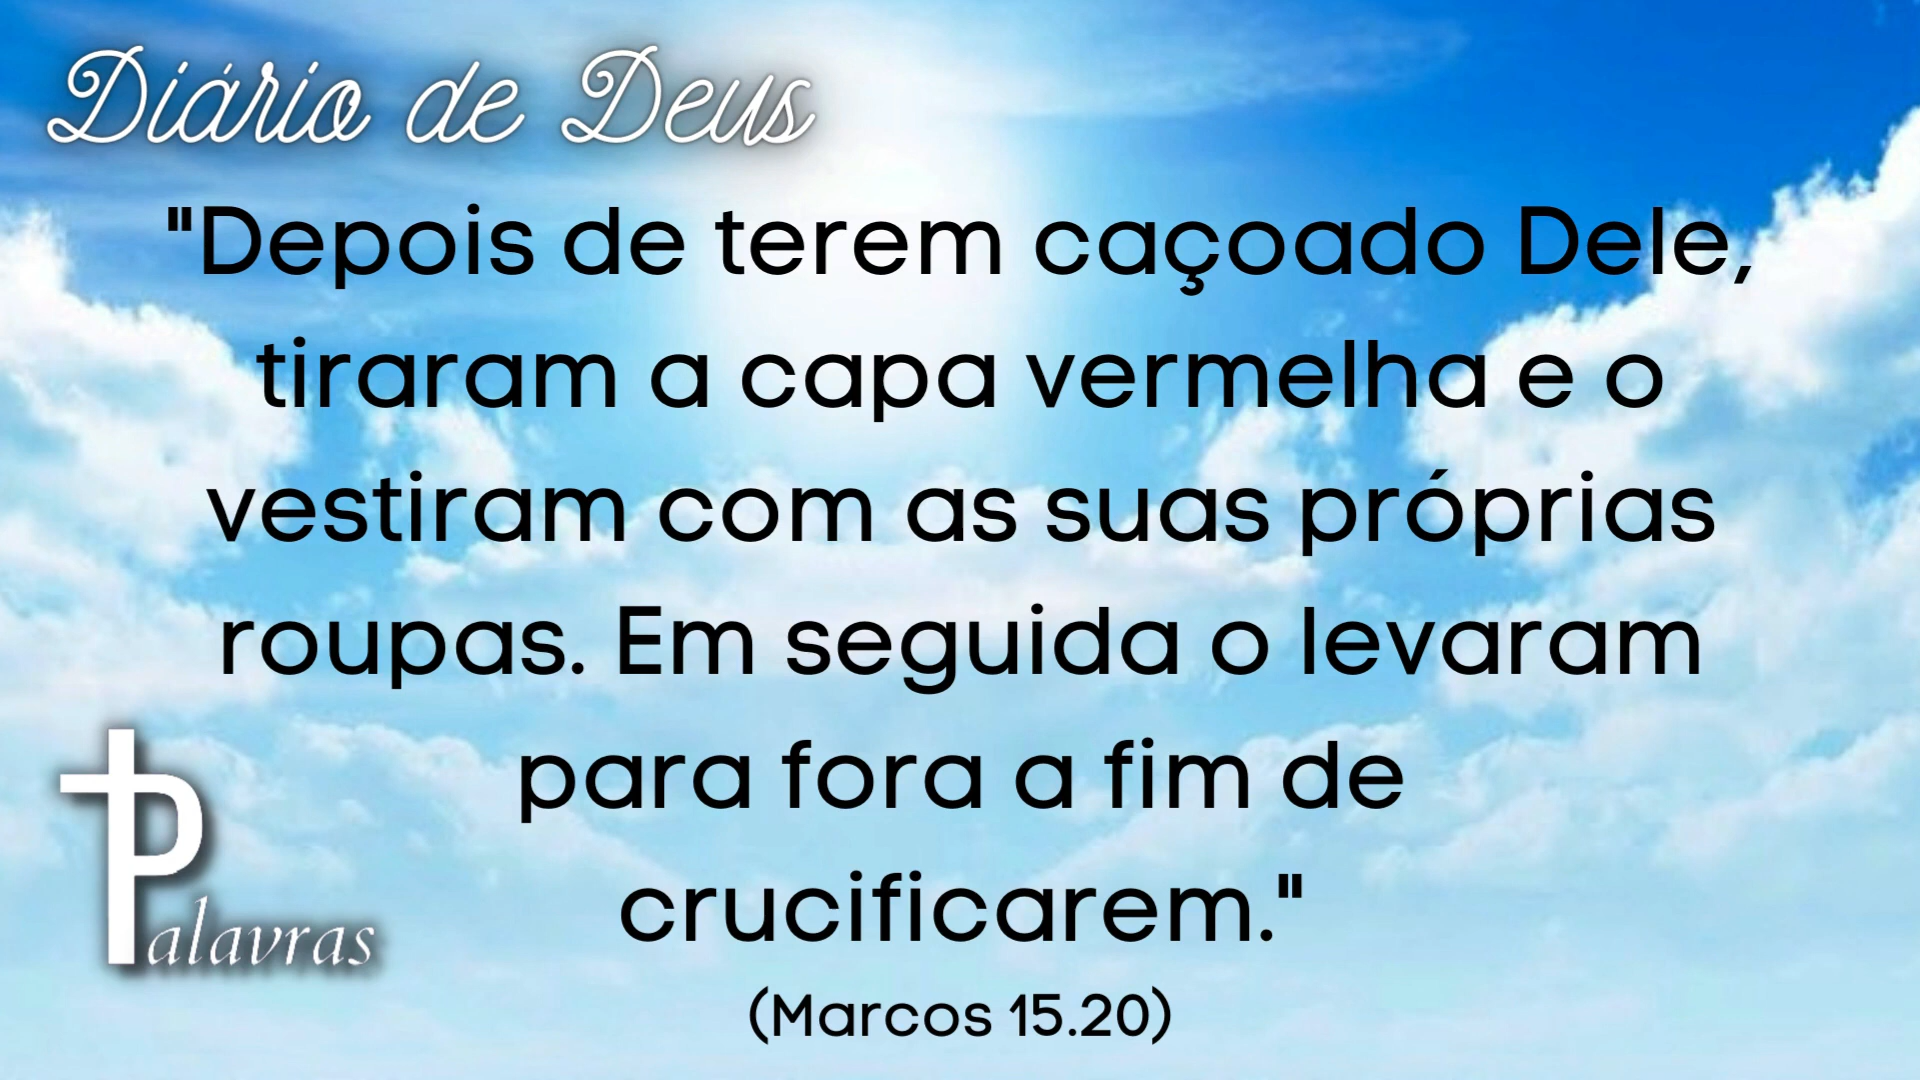 Diário de Deus
"Depois de terem caçoado Dele,
tiraram a capa vermelha e o
vestiram com as suas próprias
roupas. Em seguida o levaram
para fora a fim de
crucificarem."
(Marcos 15.20)
Palavras